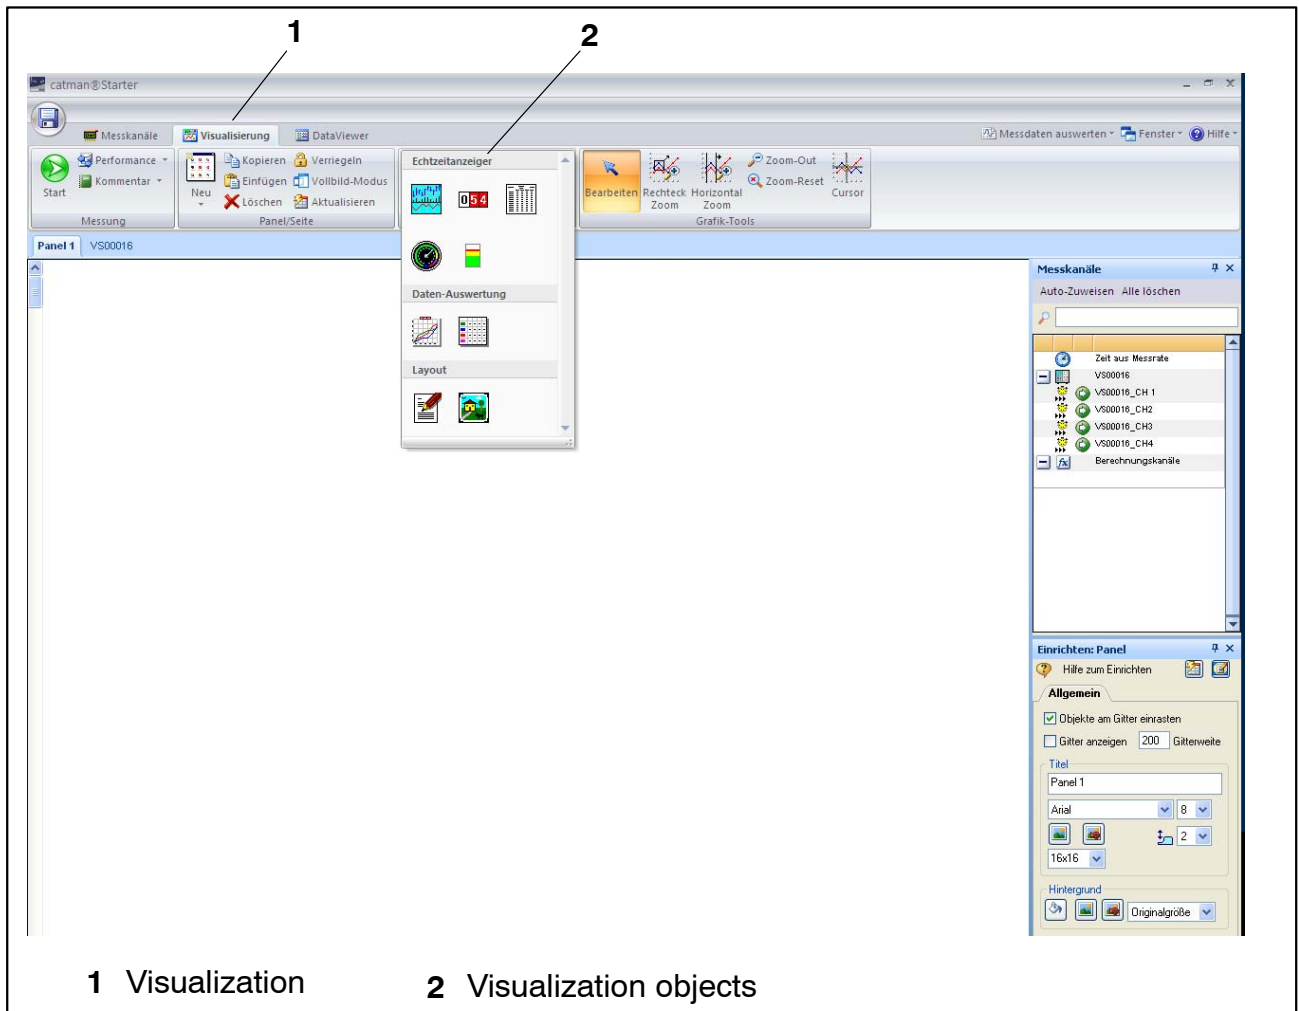 1 2
catman®Starter
Messkanäle Visualisierung DataViewer Messdaten auswerten Fenster Hilfe
Start Performance Kommentar Messung
Neu Kopieren Einfügen Löschen Verriegeln Vollbild-Modus Aktualisieren Panel/Seite
Echtzeitanzeiger
054
Daten-Auswertung
Layout
Bearbeiten Rechteck Zoom Horizontal Zoom Zoom-Out Zoom-Reset Cursor
Grafik-Tools
Panel 1 VS00016
Messkanäle
Auto-Zuweisen Alle löschen
Zeit aus Messrate
VS00016
VS00016_CH 1
VS00016_CH2
VS00016_CH3
VS00016_CH4
fx Berechnungskanäle
Einrichten: Panel
Hilfe zum Einrichten
Allgemein
Objekte am Gitter einrasten
Gitter anzeigen 200 Gitterweite
Titel
Panel 1
Arial 8
2
16x16
Hintergrund
Originalgröße
1 Visualization 2 Visualization objects